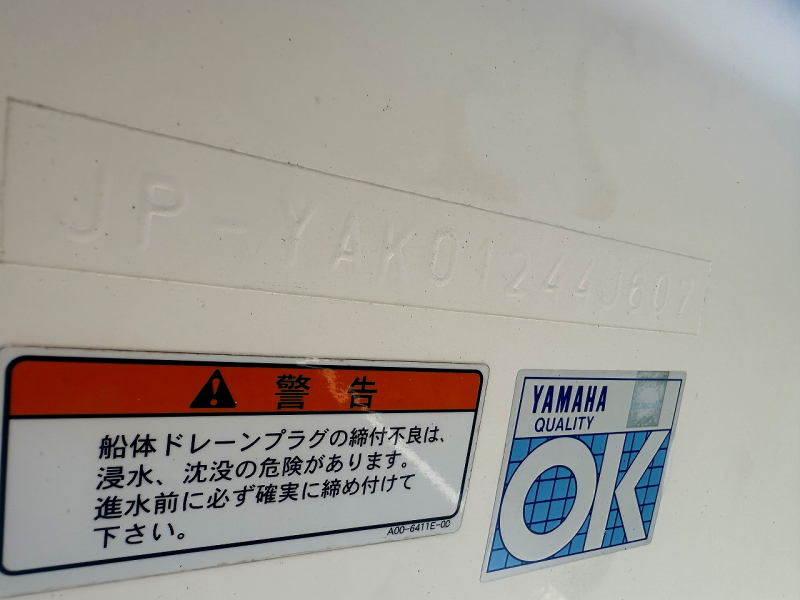 JP-YAK01244J607
警告
船体ドレーンプラグの締付不良は、
浸水、沈没の危険があります。
進水前に必ず確実に締め付けて
下さい。
A00-6411E-00
YAMAHA
QUALITY
OK